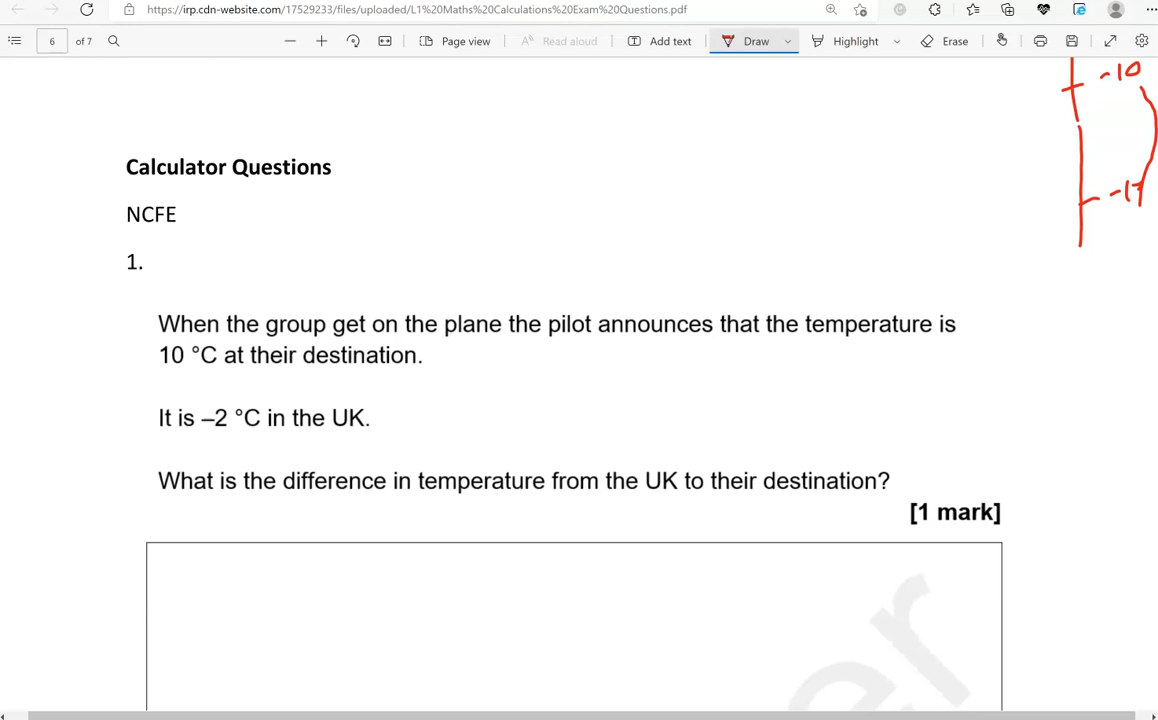 https://irp.cdn-website.com/17529233/files/uploaded/L1%20Maths%20Calculations%20Exam%20Questions.pdf
6 of 7 Page view Read aloud Add text Draw Highlight Erase
-10
-17
Calculator Questions
NCFE
1.
When the group get on the plane the pilot announces that the temperature is
10 °C at their destination.
It is –2 °C in the UK.
What is the difference in temperature from the UK to their destination?
[1 mark]
er